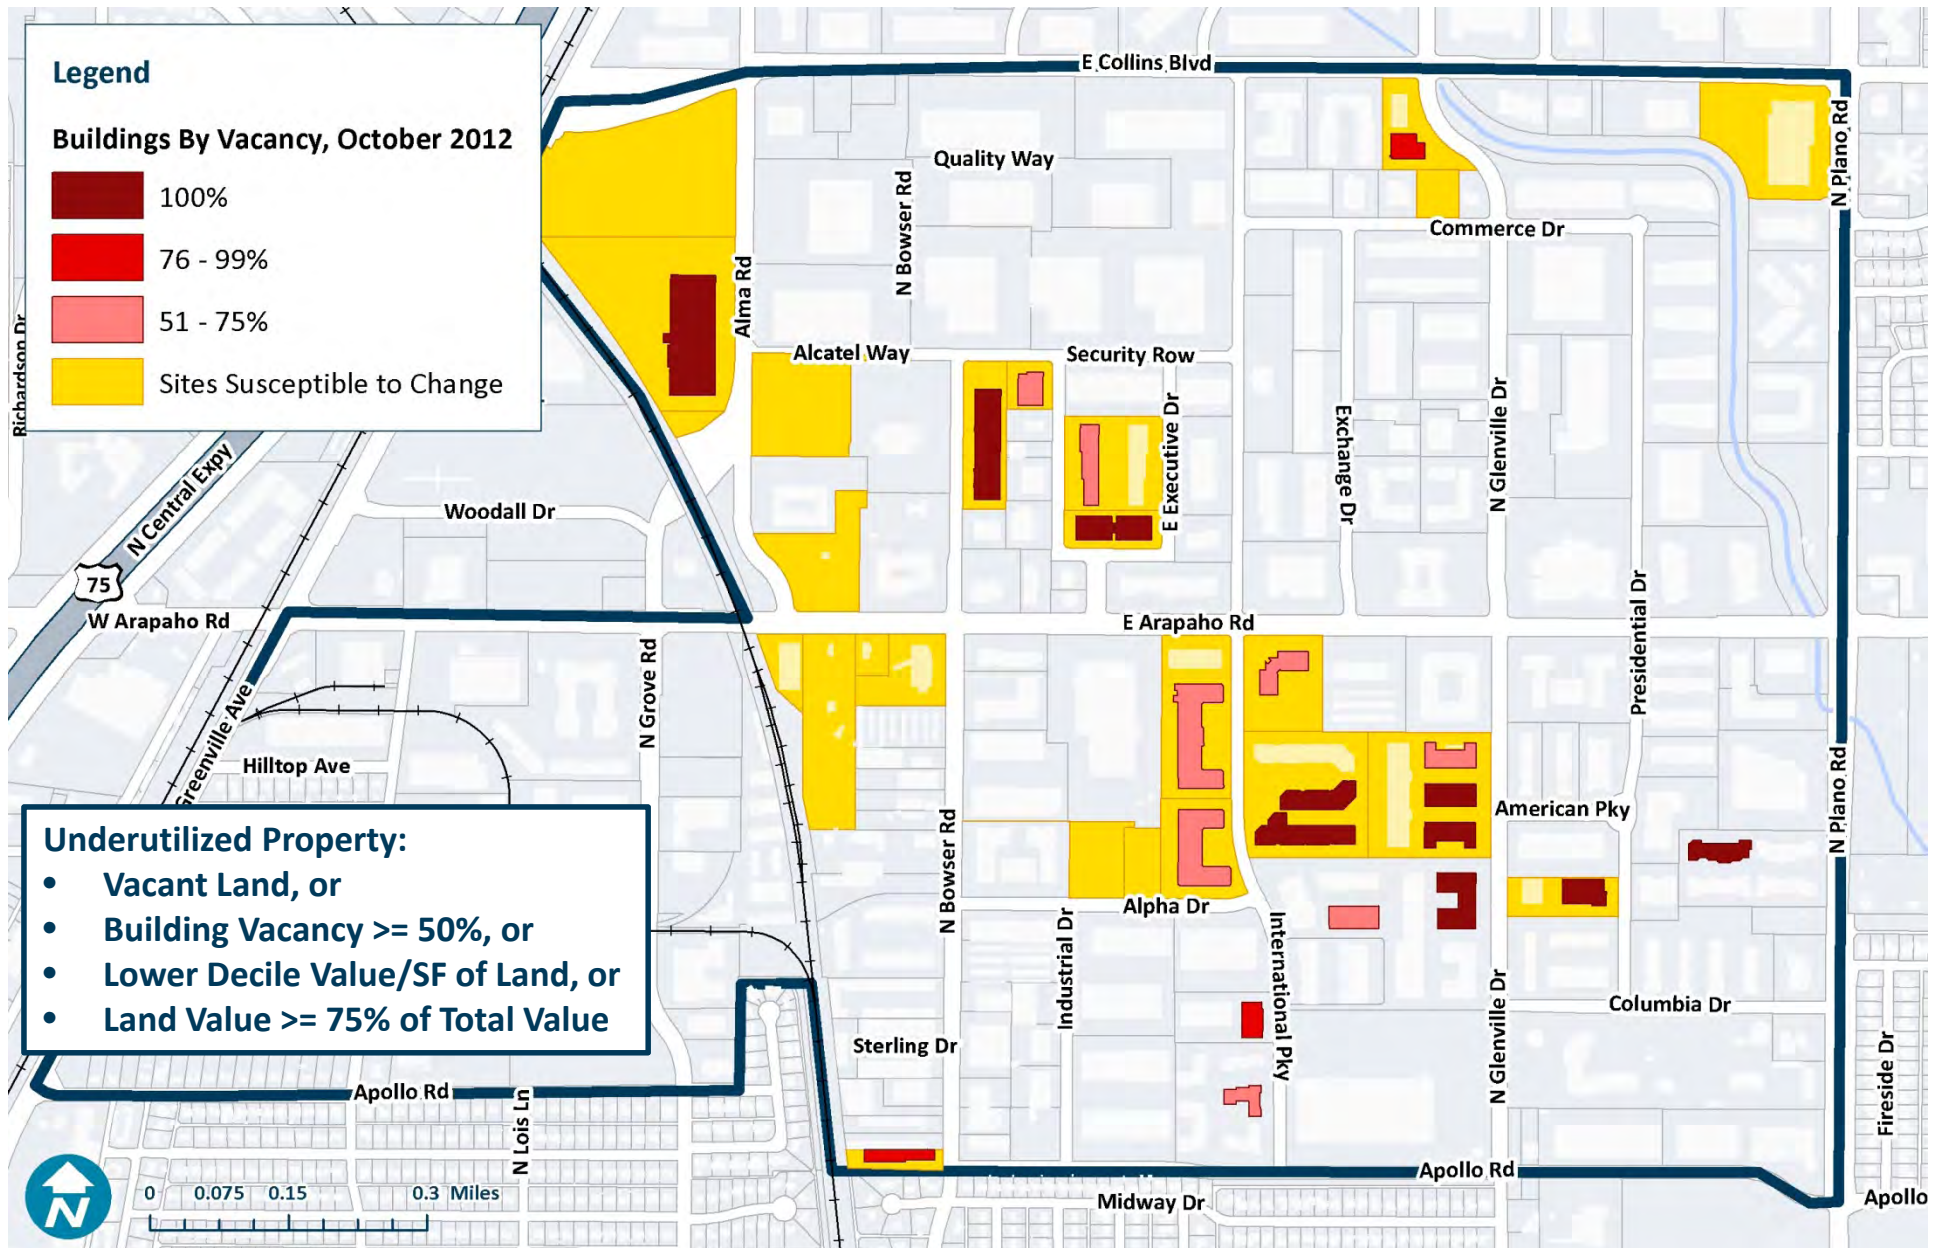 Legend
Buildings By Vacancy, October 2012
100%
76 - 99%
51 - 75%
Sites Susceptible to Change
E Collins Blvd
Quality Way
N Bowser Rd
N Plano Rd
Commerce Dr
Alma Rd
Alcatel Way
Security Row
Richardson Dr
N Central Expy
75
Woodall Dr
E Executive Dr
Exchange Dr
N Glenville Dr
W Arapaho Rd
E Arapaho Rd
Presidential Dr
N Grove Rd
Greenville Ave
Hilltop Ave
N Plano Rd
American Pky
N Bowser Rd
Underutilized Property:
• Vacant Land, or
• Building Vacancy >= 50%, or
• Lower Decile Value/SF of Land, or
• Land Value >= 75% of Total Value
Alpha Dr
Industrial Dr
International Pky
N Glenville Dr
Columbia Dr
Sterling Dr
Fireside Dr
Apollo Rd
N Lois Ln
Apollo Rd
Apollo
Midway Dr
N
0 0.075 0.15 0.3 Miles